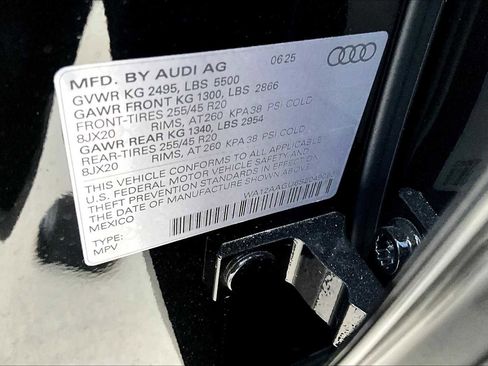 MFD. BY AUDI AG 06 25
GVWR KG 2495, LBS 5500
GAWR FRONT KG 1300, LBS 2866
FRONT-TIRES 255/45 R20
8JX20 RIMS, AT 260 KPA 38 PSI COLD
GAWR REAR KG 1340, LBS 2954
REAR-TIRES 255/45 R20
8JX20 RIMS, AT 260 KPA 38 PSI COLD
THIS VEHICLE CONFORMS TO ALL APPLICABLE
U.S. FEDERAL MOTOR VEHICLE SAFETY AND
THEFT PREVENTION STANDARDS IN EFFECT ON
THE DATE OF MANUFACTURE SHOWN ABOVE
MEXICO
TYPE:
MPV